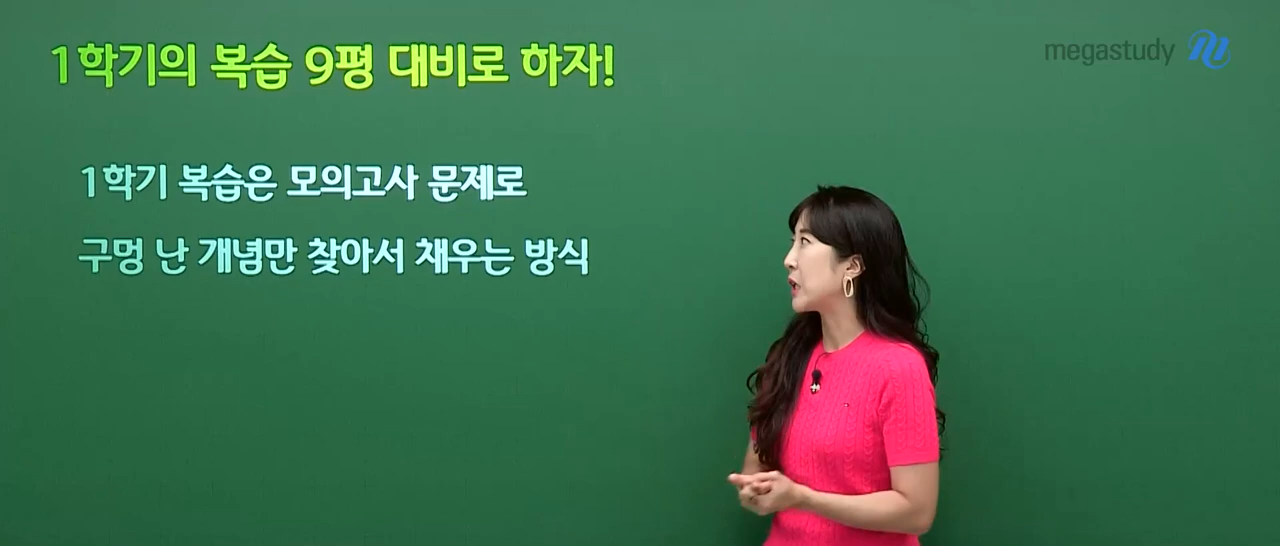 1학기의 복습 9평 대비로 하자!
megastudy
1학기 복습은 모의고사 문제로
구멍 난 개념만 찾아서 채우는 방식